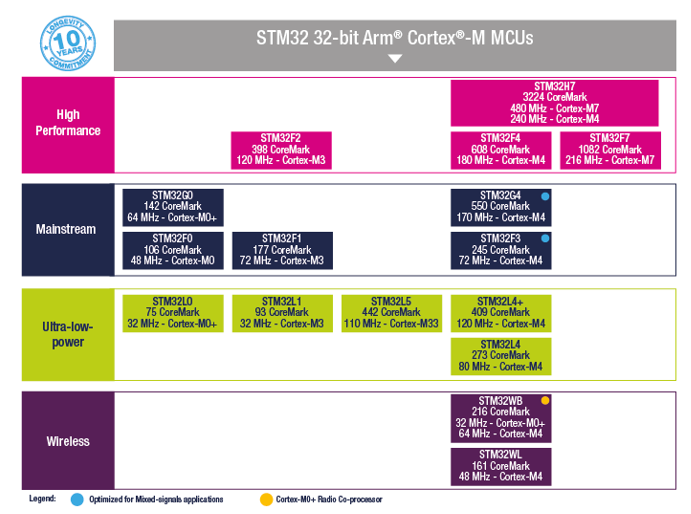 LONGEVITY
10
YEARS
COMMITMENT
STM32 32-bit Arm® Cortex®-M MCUs
High
Performance
STM32H7
3224 CoreMark
480 MHz - Cortex-M7
240 MHz - Cortex-M4
STM32F2
398 CoreMark
120 MHz - Cortex-M3
STM32F4
608 CoreMark
180 MHz - Cortex-M4
STM32F7
1082 CoreMark
216 MHz - Cortex-M7
Mainstream
STM32G0
142 CoreMark
64 MHz - Cortex-M0+
STM32G4
550 CoreMark
170 MHz - Cortex-M4
STM32F0
106 CoreMark
48 MHz - Cortex-M0
STM32F1
177 CoreMark
72 MHz - Cortex-M3
STM32F3
245 CoreMark
72 MHz - Cortex-M4
Ultra-low-
power
STM32L0
75 CoreMark
32 MHz - Cortex-M0+
STM32L1
93 CoreMark
32 MHz - Cortex-M3
STM32L5
442 CoreMark
110 MHz - Cortex-M33
STM32L4+
409 CoreMark
120 MHz - Cortex-M4
STM32L4
273 CoreMark
80 MHz - Cortex-M4
Wireless
STM32WB
216 CoreMark
32 MHz - Cortex-M0+
64 MHz - Cortex-M4
STM32WL
161 CoreMark
48 MHz - Cortex-M4
Legend:
Optimized for Mixed-signals applications
Cortex-M0+ Radio Co-processor